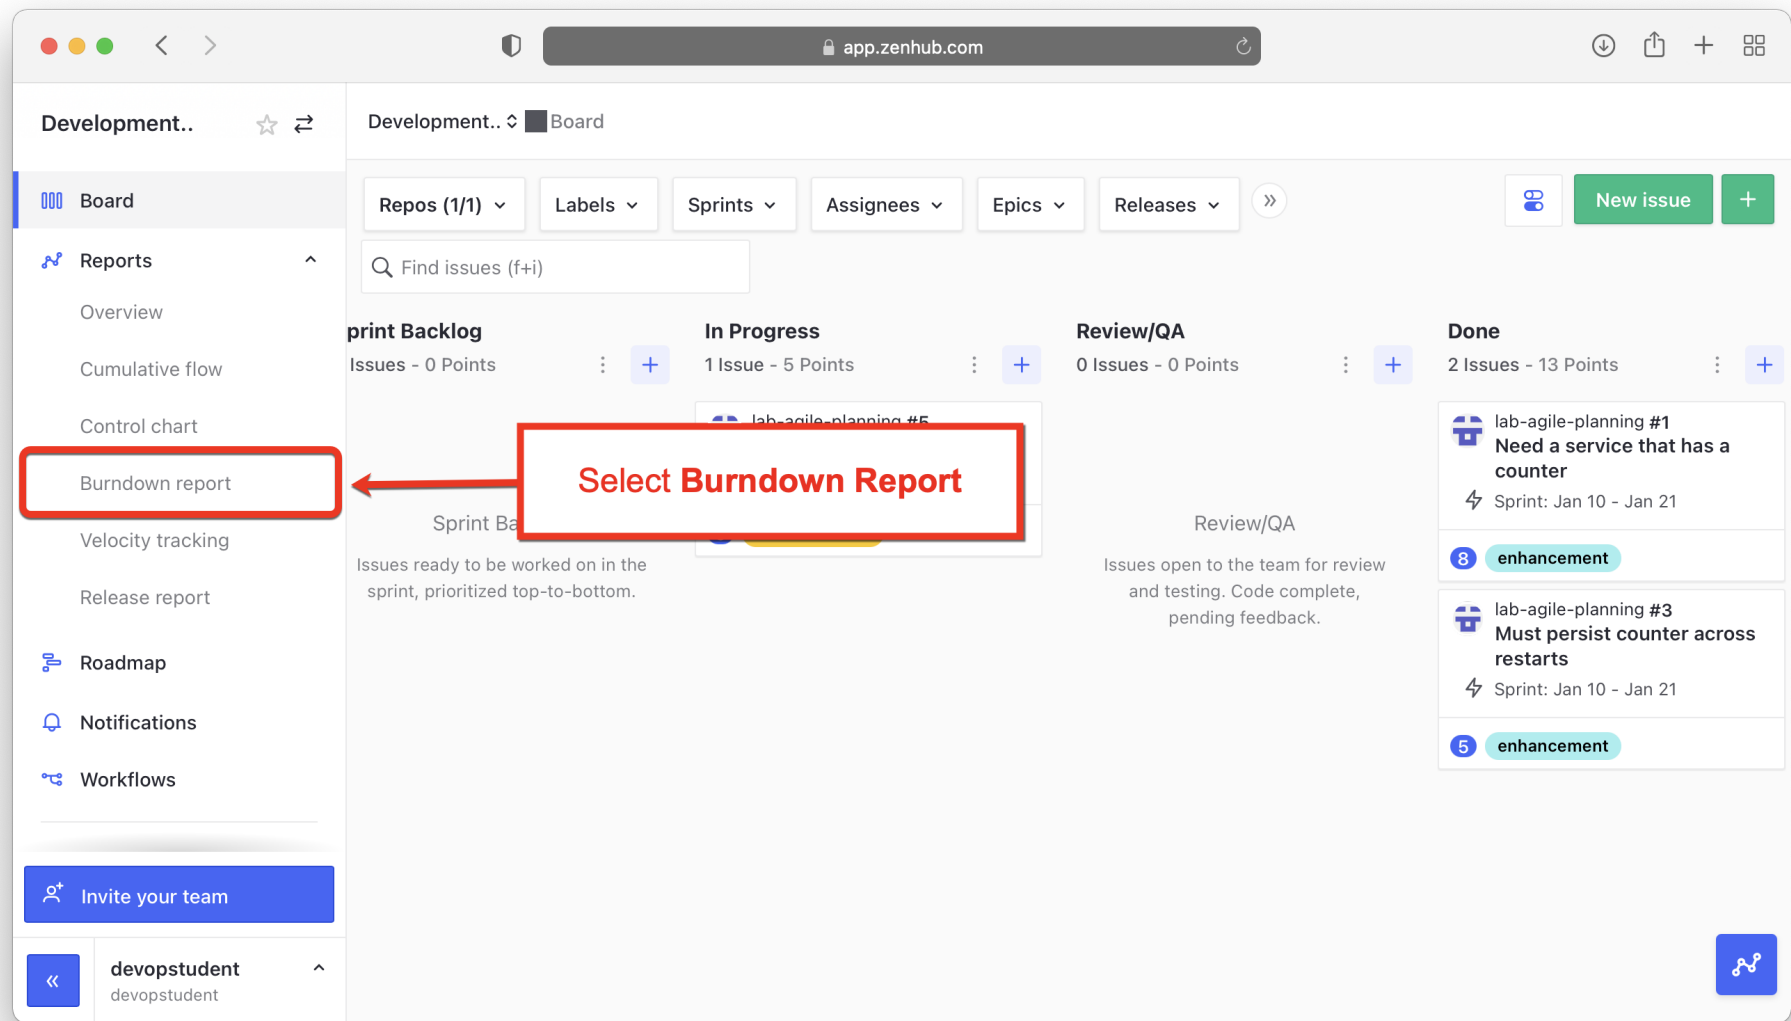 app.zenhub.com
Development..
Development.. Board
Board
Reports
Overview
Cumulative flow
Control chart
Burndown report
Velocity tracking
Release report
Roadmap
Notifications
Workflows
Invite your team
devopstudent
devopstudent
Repos (1/1)
Labels
Sprints
Assignees
Epics
Releases
New issue
Find issues (f+i)
print Backlog
Issues - 0 Points
Sprint Ba
Issues ready to be worked on in the
sprint, prioritized top-to-bottom.
In Progress
1 Issue - 5 Points
lab-agile-planning #5
Select Burndown Report
Review/QA
0 Issues - 0 Points
Review/QA
Issues open to the team for review
and testing. Code complete,
pending feedback.
Done
2 Issues - 13 Points
lab-agile-planning #1
Need a service that has a
counter
Sprint: Jan 10 - Jan 21
8 enhancement
lab-agile-planning #3
Must persist counter across
restarts
Sprint: Jan 10 - Jan 21
5 enhancement